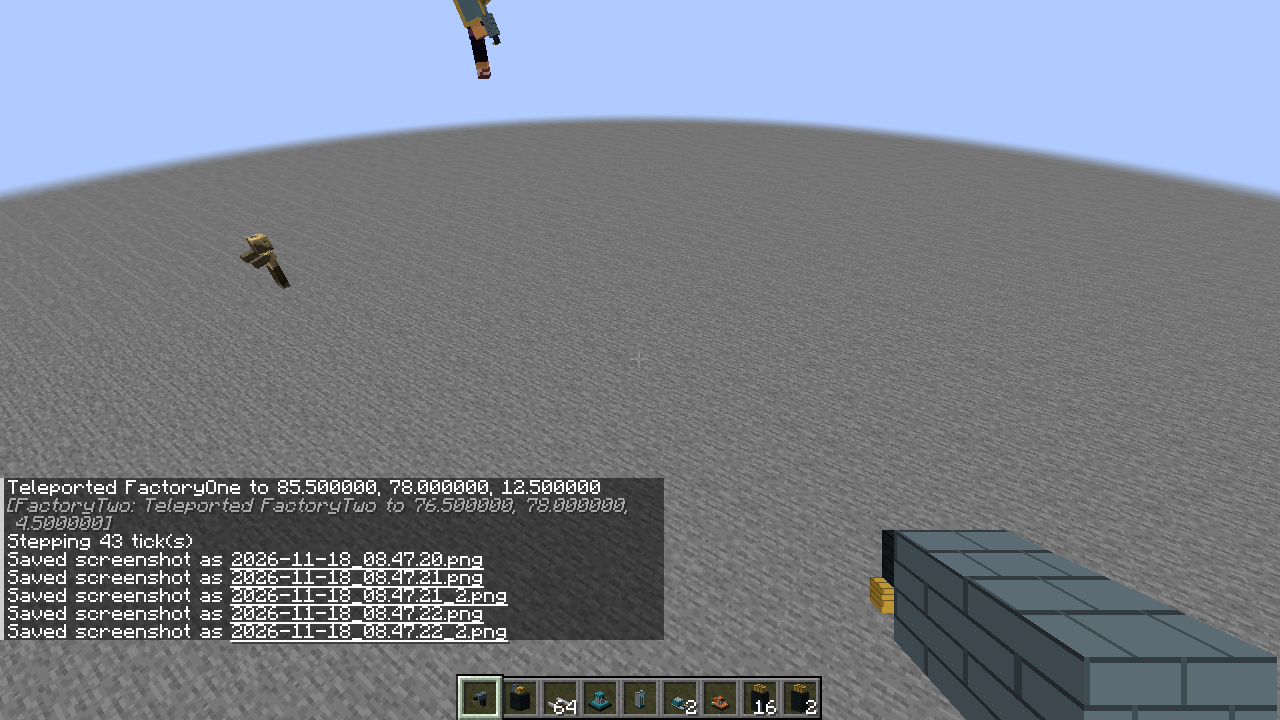 Teleported FactoryOne to 85.500000, 78.000000, 12.500000
[FactoryTwo: Teleported FactoryTwo to 76.500000, 78.000000,
4.500000]
Stepping 43 tick(s)
Saved screenshot as 2026-11-18_08.47.20.png
Saved screenshot as 2026-11-18_08.47.21.png
Saved screenshot as 2026-11-18_08.47.21_2.png
Saved screenshot as 2026-11-18_08.47.22.png
Saved screenshot as 2026-11-18_08.47.22_2.png
64 2 16 2